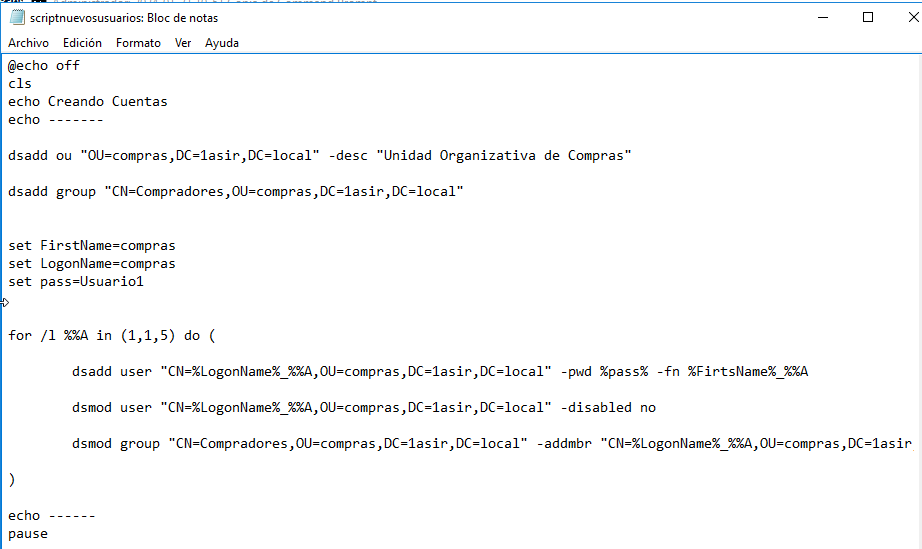 scriptnuevosusuarios: Bloc de notas
Archivo Edición Formato Ver Ayuda
@echo off
cls
echo Creando Cuentas
echo -------
dsadd ou "OU=compras,DC=1asir,DC=local" -desc "Unidad Organizativa de Compras"
dsadd group "CN=Compradores,OU=compras,DC=1asir,DC=local"
set FirstName=compras
set LogonName=compras
set pass=Usuario1
for /l %%A in (1,1,5) do (
dsadd user "CN=%LogonName%_%%A,OU=compras,DC=1asir,DC=local" -pwd %pass% -fn %FirtsName%_%%A
dsmod user "CN=%LogonName%_%%A,OU=compras,DC=1asir,DC=local" -disabled no
dsmod group "CN=Compradores,OU=compras,DC=1asir,DC=local" -addmbr "CN=%LogonName%_%%A,OU=compras,DC=1asir
)
echo ------
pause